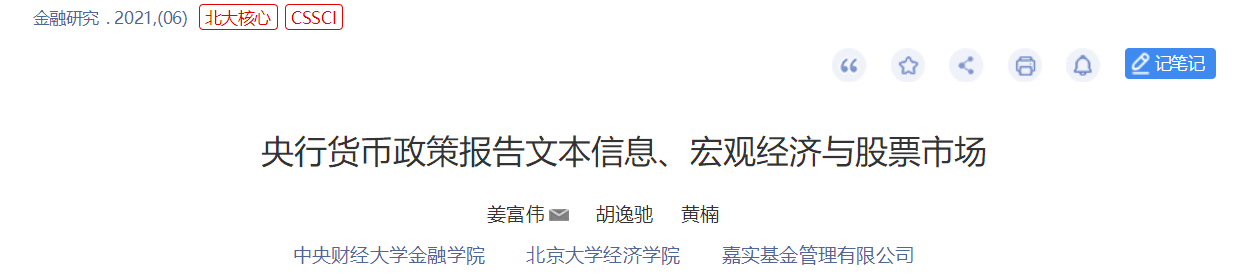 金融研究 . 2021,(06) 北大核心 CSSCI
记笔记
央行货币政策报告文本信息、宏观经济与股票市场
姜富伟 胡逸驰 黄楠
中央财经大学金融学院 北京大学经济学院 嘉实基金管理有限公司